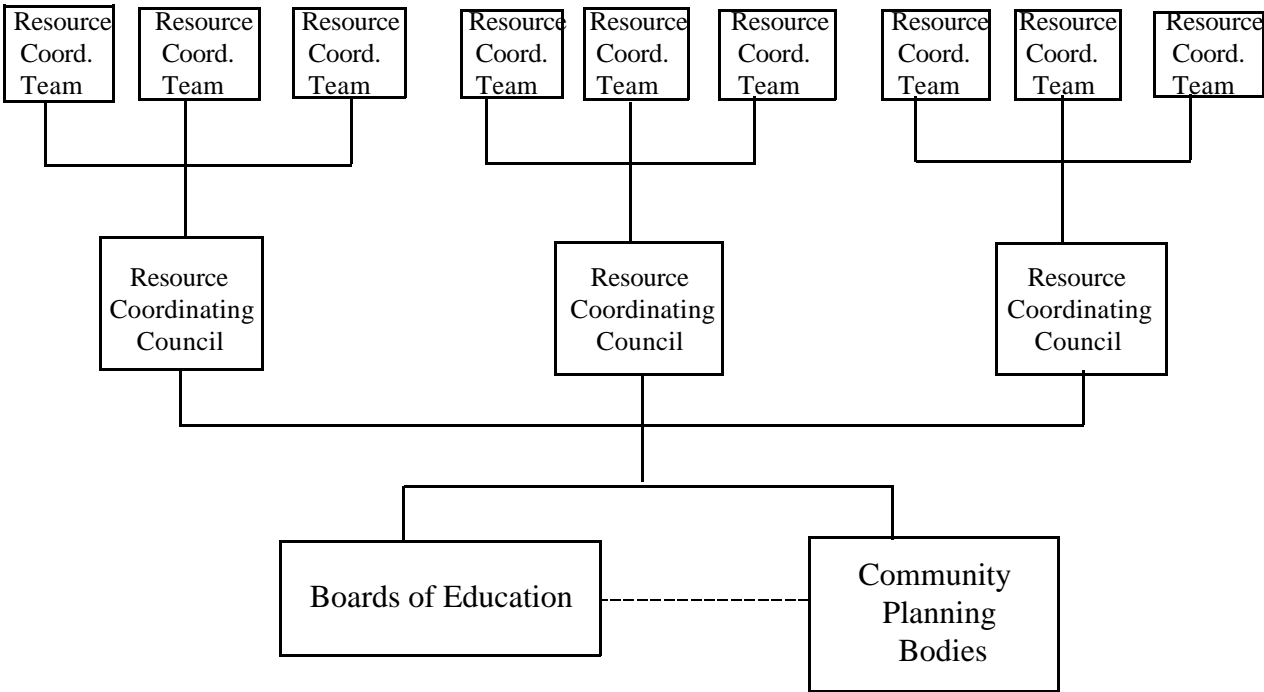 Resource
Coord.
Team
Resource
Coord.
Team
Resource
Coord.
Team
Resource
Coord.
Team
Resource
Coord.
Team
Resource
Coord.
Team
Resource
Coord.
Team
Resource
Coord.
Team
Resource
Coord.
Team
Resource
Coordinating
Council
Resource
Coordinating
Council
Resource
Coordinating
Council
Boards of Education
Community
Planning
Bodies